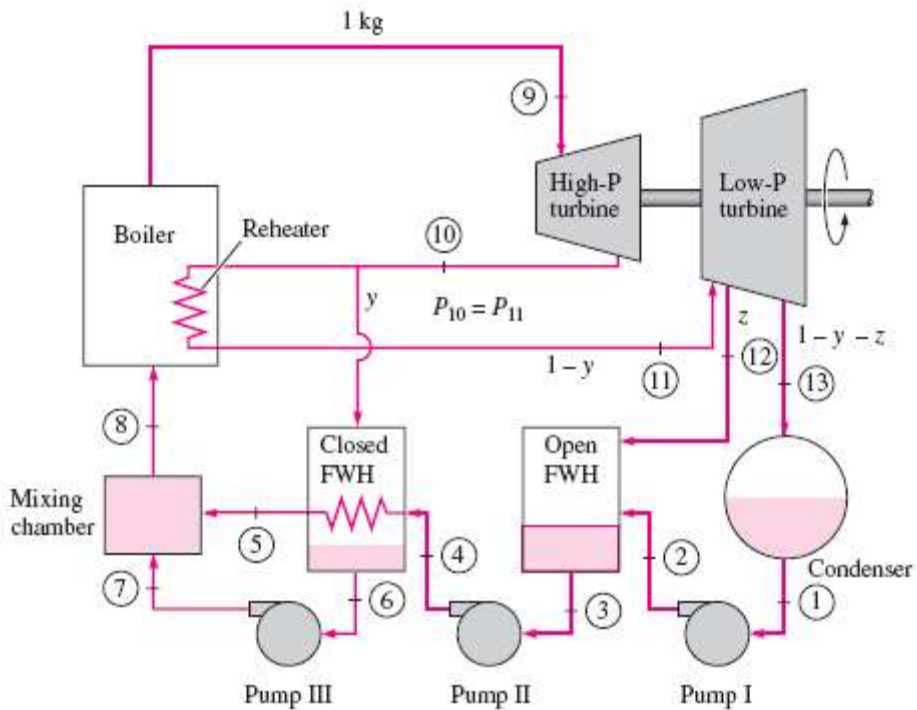 1 kg
9
High-P
turbine
Low-P
turbine
Boiler
Reheater
10
y
P10 = P11
z
1 – y
11
12
1 – y – z
13
8
Closed
FWH
Open
FWH
Mixing
chamber
5
4
2
Condenser
7
6
3
1
Pump III
Pump II
Pump I